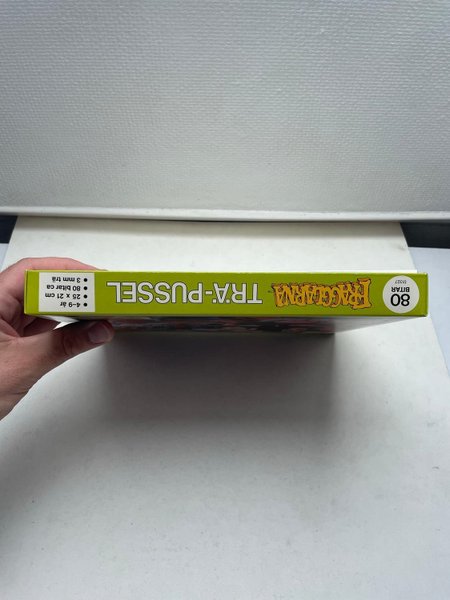 80
BITAR
FRAGGLARNA TRÄ-PUSSEL
• 4-9 år
• 25 x 21 cm
• 80 bitar ca
• 3 mm trä